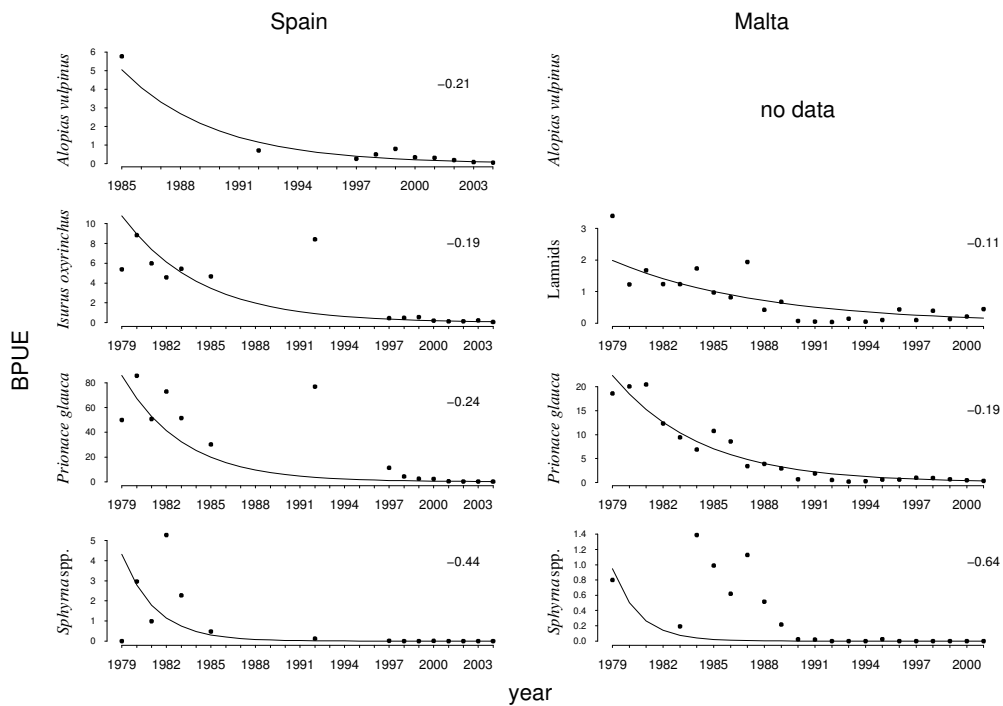 Spain
Malta
Alopias vulpinus
6
5
4
3
2
1
0
−0.21
1985 1988 1991 1994 1997 2000 2003
Alopias vulpinus
no data
Isurus oxyrinchus
10
8
6
4
2
0
−0.19
1979 1982 1985 1988 1991 1994 1997 2000 2003
Lamnids
3
2
1
0
−0.11
1979 1982 1985 1988 1991 1994 1997 2000
BPUE
Prionace glauca
80
60
40
20
0
−0.24
1979 1982 1985 1988 1991 1994 1997 2000 2003
Prionace glauca
20
15
10
5
0
−0.19
1979 1982 1985 1988 1991 1994 1997 2000
Sphyrna spp.
5
4
3
2
1
0
−0.44
1979 1982 1985 1988 1991 1994 1997 2000 2003
Sphyrna spp.
1.4
1.2
1.0
0.8
0.6
0.4
0.2
0.0
−0.64
1979 1982 1985 1988 1991 1994 1997 2000
year